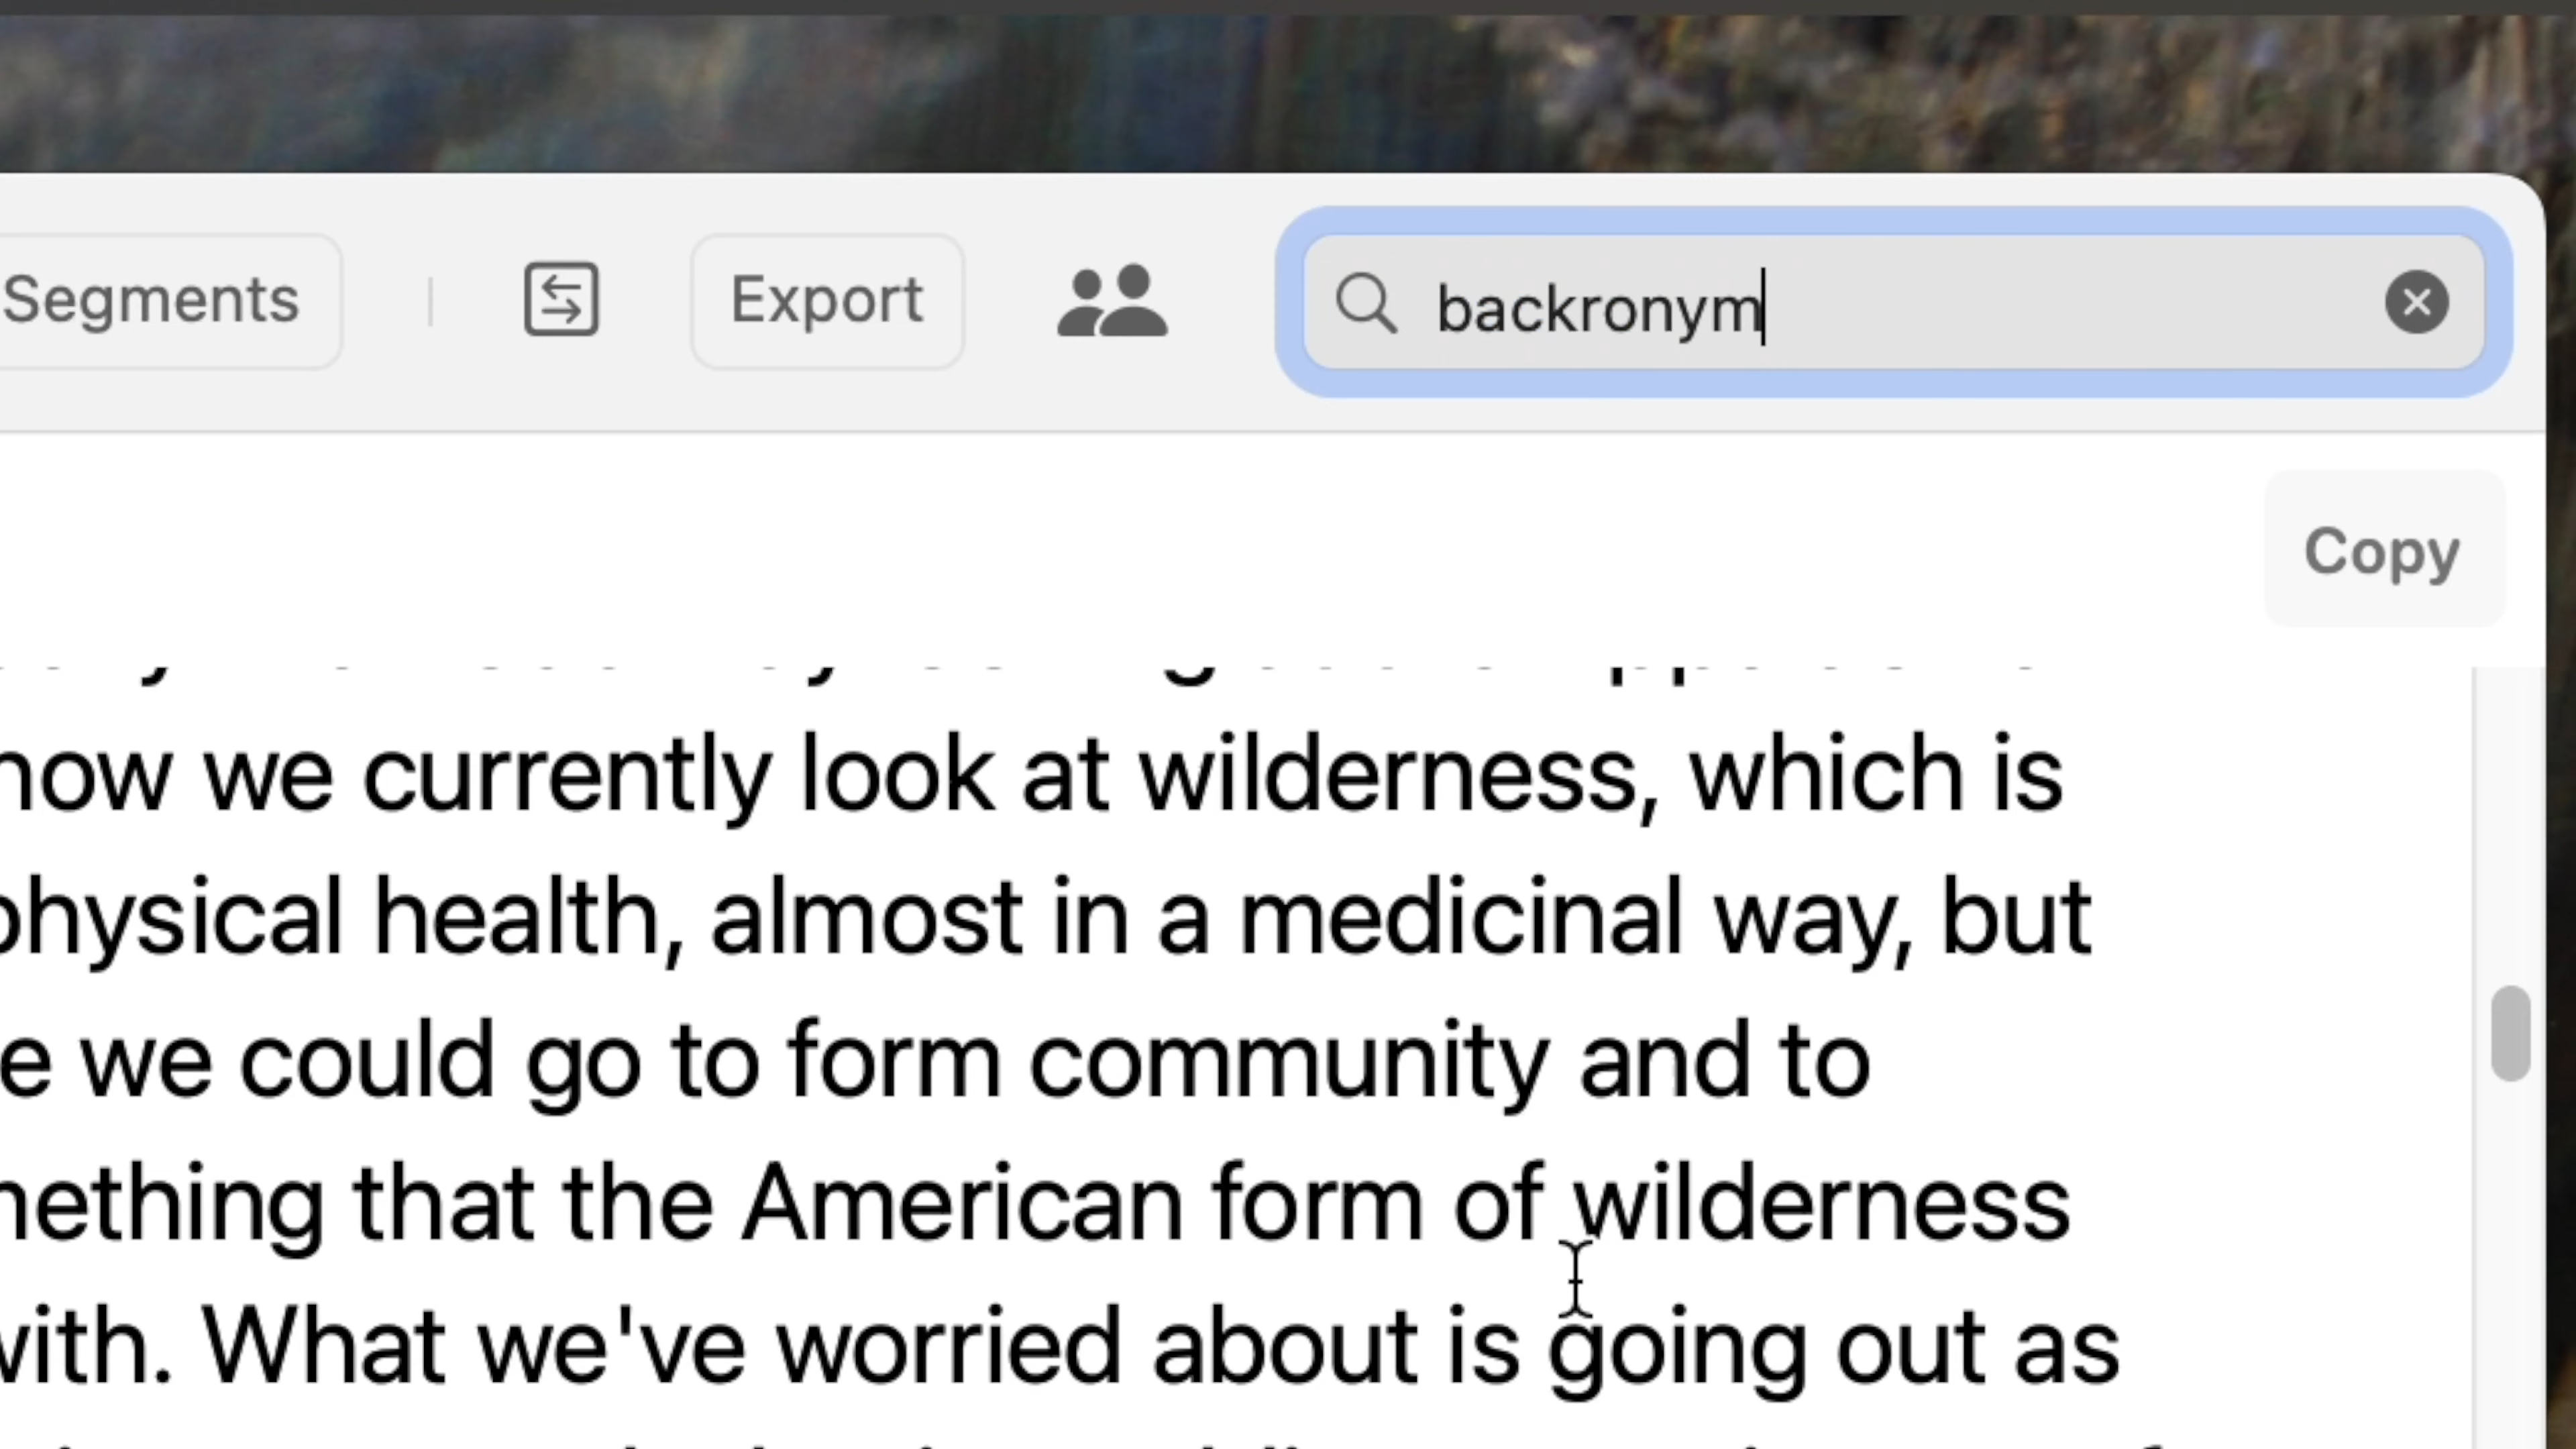 Segments
Export
backronym
Copy
how we currently look at wilderness, which is
physical health, almost in a medicinal way, but
we could go to form community and to
that the American form of wilderness
with. What we've worried about is going out as